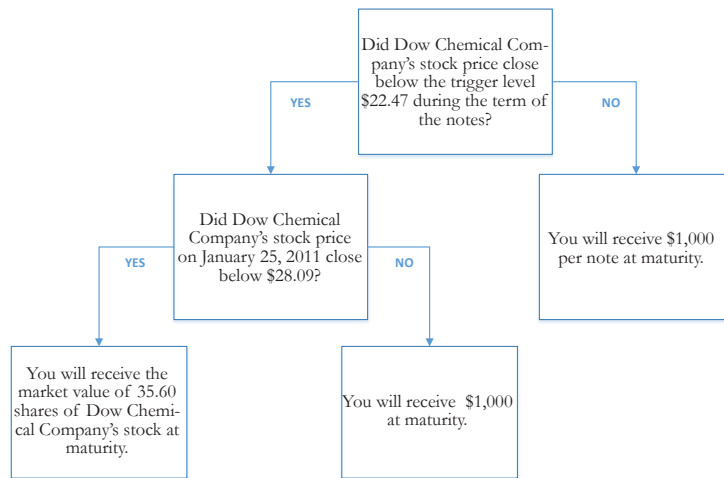 Did Dow Chemical Com-
pany's stock price close
below the trigger level
$22.47 during the term of
the notes?
YES
NO
Did Dow Chemical
Company's stock price
on January 25, 2011 close
below $28.09?
You will receive $1,000
per note at maturity.
YES
NO
You will receive the
market value of 35.60
shares of Dow Chemi-
cal Company's stock at
maturity.
You will receive $1,000
at maturity.